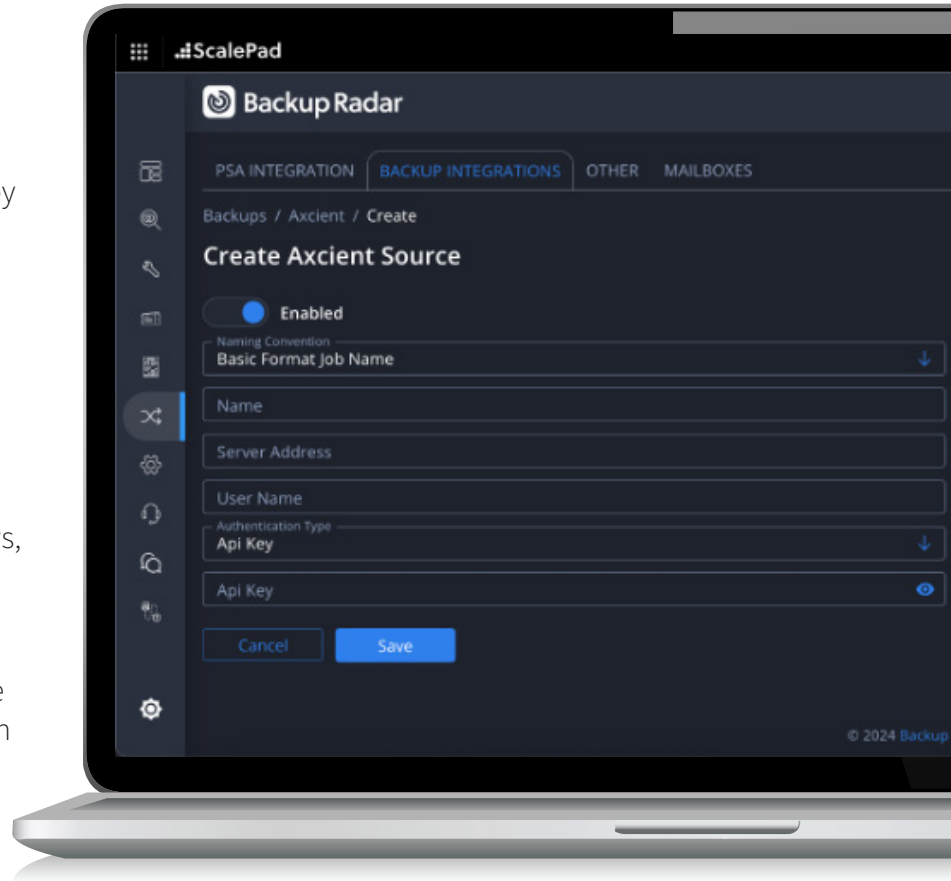 ScalePad
Backup Radar
PSA INTEGRATION BACKUP INTEGRATIONS OTHER MAILBOXES
Backups / Axcient / Create
Create Axcient Source
Enabled
Naming Convention
Basic Format Job Name
Name
Server Address
User Name
Authentication Type
Api Key
Api Key
Cancel Save
© 2024 Backup